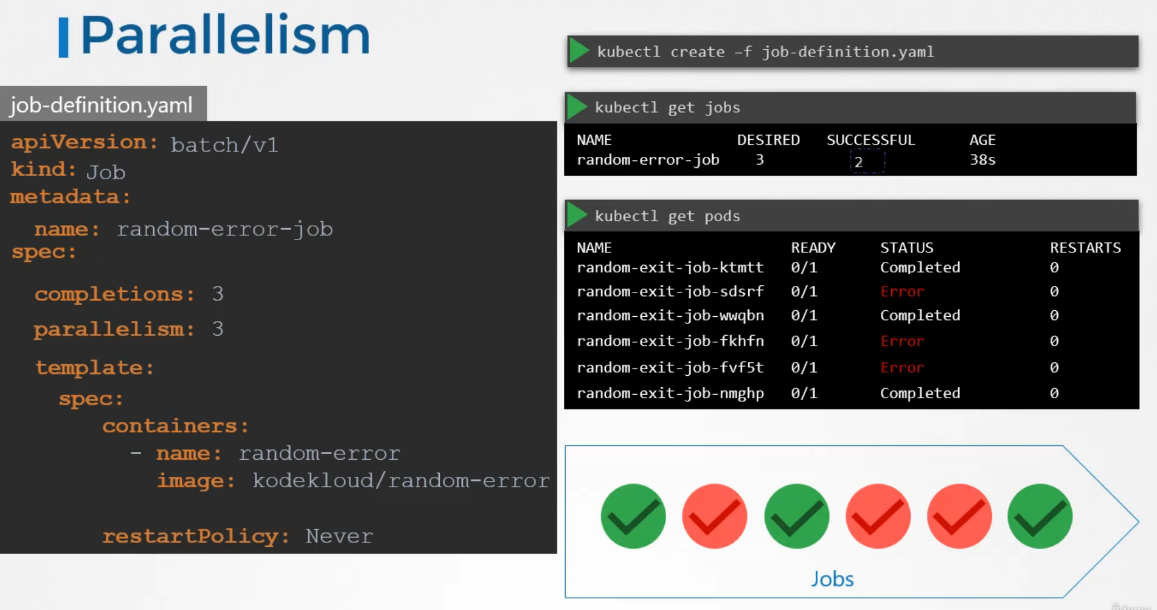 Parallelism
job-definition.yaml
apiVersion: batch/v1
kind: Job
metadata:
name: random-error-job
spec:
completions: 3
parallelism: 3
template:
spec:
containers:
- name: random-error
image: kodekloud/random-error
restartPolicy: Never
kubectl create –f job-definition.yaml
kubectl get jobs
NAME DESIRED SUCCESSFUL AGE
random-error-job 3 2 38s
kubectl get pods
NAME READY STATUS RESTARTS
random-exit-job-ktmtt 0/1 Completed 0
random-exit-job-sdsrf 0/1 Error 0
random-exit-job-wwqbn 0/1 Completed 0
random-exit-job-fkhfn 0/1 Error 0
random-exit-job-fvf5t 0/1 Error 0
random-exit-job-nmghp 0/1 Completed 0
Jobs